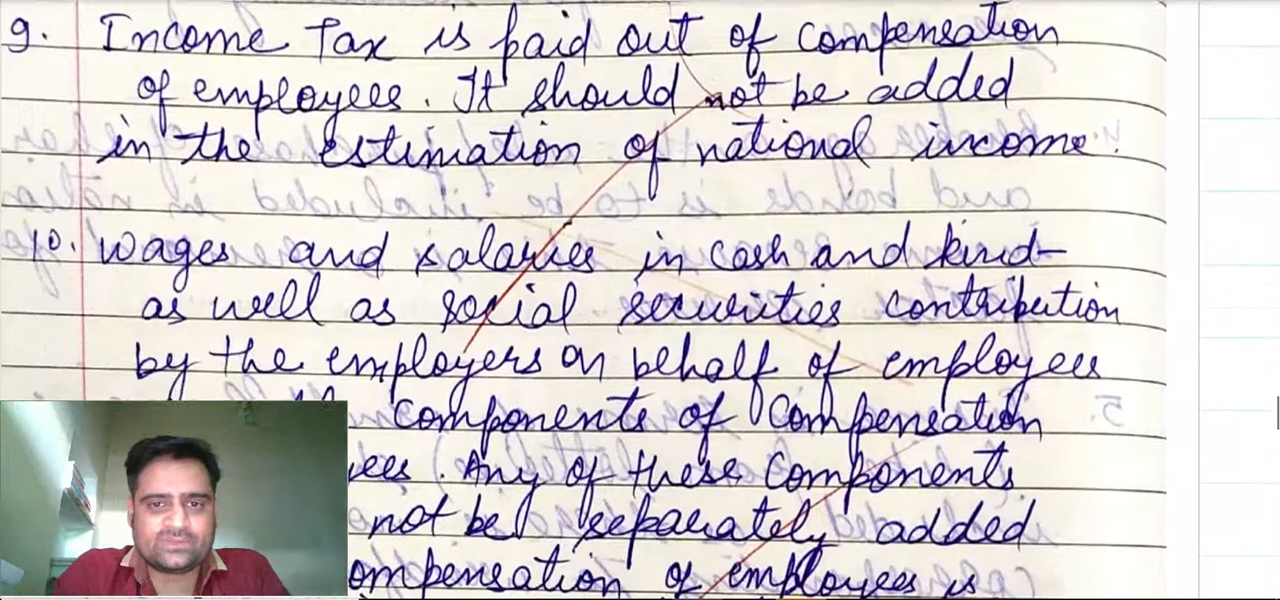 9. Income Tax is paid out of compensation
of employees. It should not be added
in the estimation of national income.
10. Wages and salaries in cash and kind
as well as social securities contribution
by the employers on behalf of employees
components of compensation
Any of these components
not be separately added
compensation of employees is